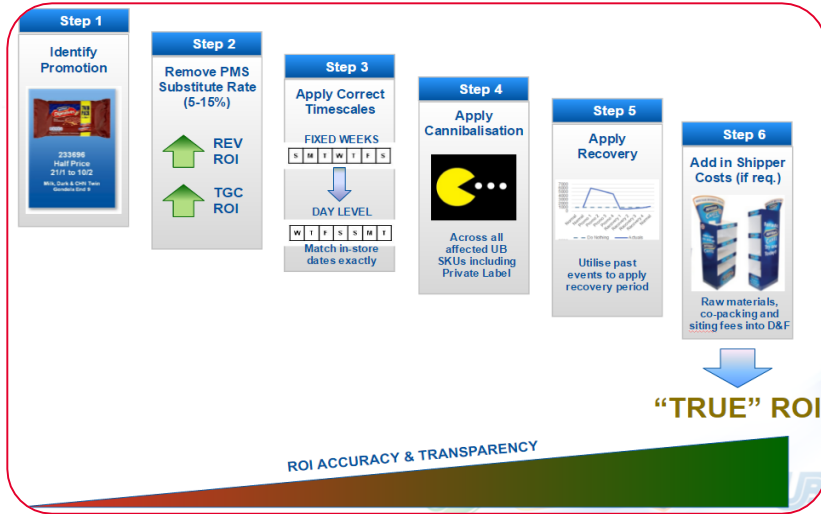 Step 1
Identify
Promotion
233696
Half Price
21/1 to 10/2
Milk, Dark & CHN Twin
Gondola End 9
Step 2
Remove PMS
Substitute Rate
(5-15%)
REV
ROI
TGC
ROI
Step 3
Apply Correct
Timescales
FIXED WEEKS
S M T W T F S
DAY LEVEL
W T F S S M T
Match in-store
dates exactly
Step 4
Apply
Cannibalisation
Across all
affected UB
SKUs including
Private Label
Step 5
Apply
Recovery
Utilise past
events to apply
recovery period
Step 6
Add in Shipper
Costs (if req.)
Raw materials,
co-packing and
siting fees into D&F
“TRUE” ROI
ROI ACCURACY & TRANSPARENCY